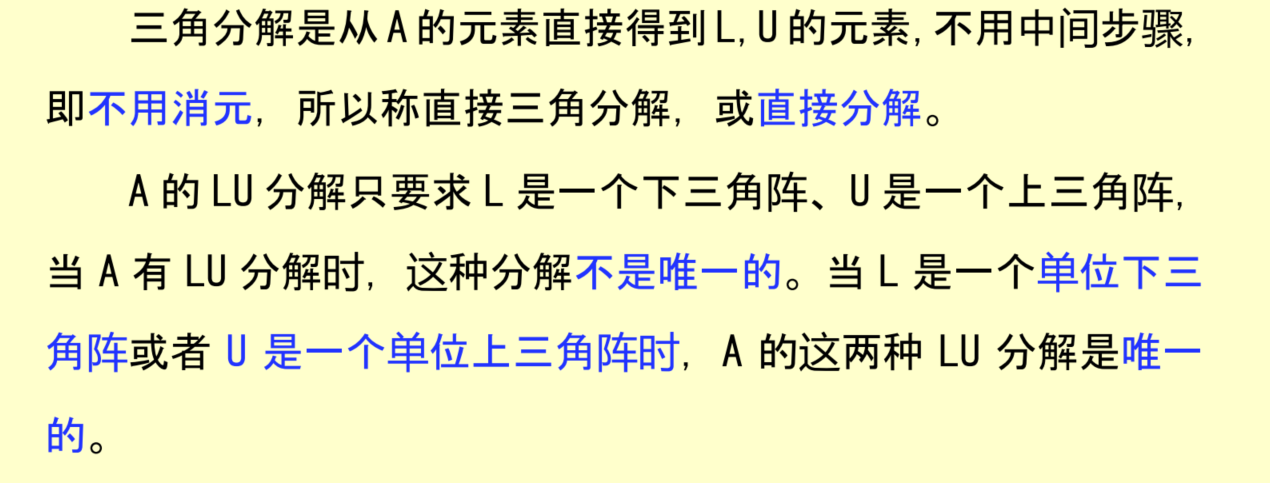 三角分解是从A的元素直接得到L,U的元素,不用中间步骤,
即不用消元,所以称直接三角分解,或直接分解。
A的LU分解只要求L是一个下三角阵、U是一个上三角阵,
当A有LU分解时,这种分解不是唯一的。当L是一个单位下三
角阵或者U是一个单位上三角阵时,A的这两种LU分解是唯一
的。